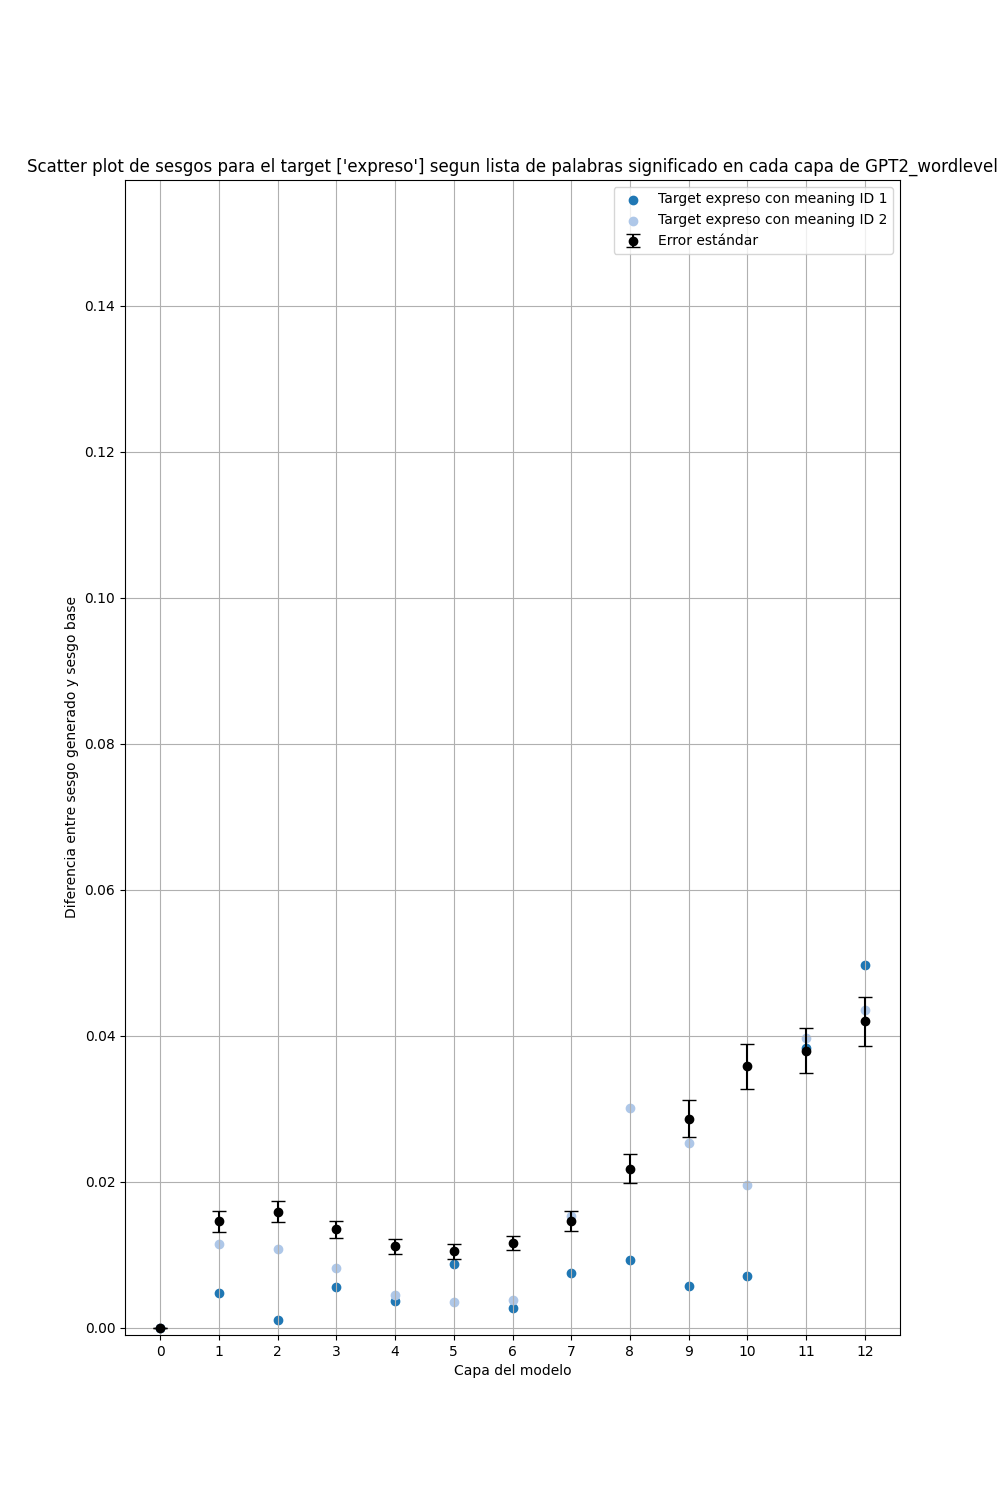 Scatter plot de sesgos para el target ['expreso'] segun lista de palabras significado en cada capa de GPT2_wordlevel
Target expreso con meaning ID 1
Target expreso con meaning ID 2
Error estándar
Diferencia entre sesgo generado y sesgo base
0.14
0.12
0.10
0.08
0.06
0.04
0.02
0.00
0 1 2 3 4 5 6 7 8 9 10 11 12
Capa del modelo